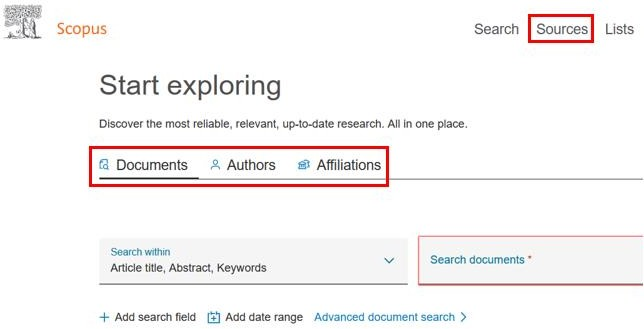 Scopus
Search Sources Lists
Start exploring
Discover the most reliable, relevant, up-to-date research. All in one place.
Documents Authors Affiliations
Search within
Article title, Abstract, Keywords
Search documents *
+ Add search field Add date range Advanced document search >